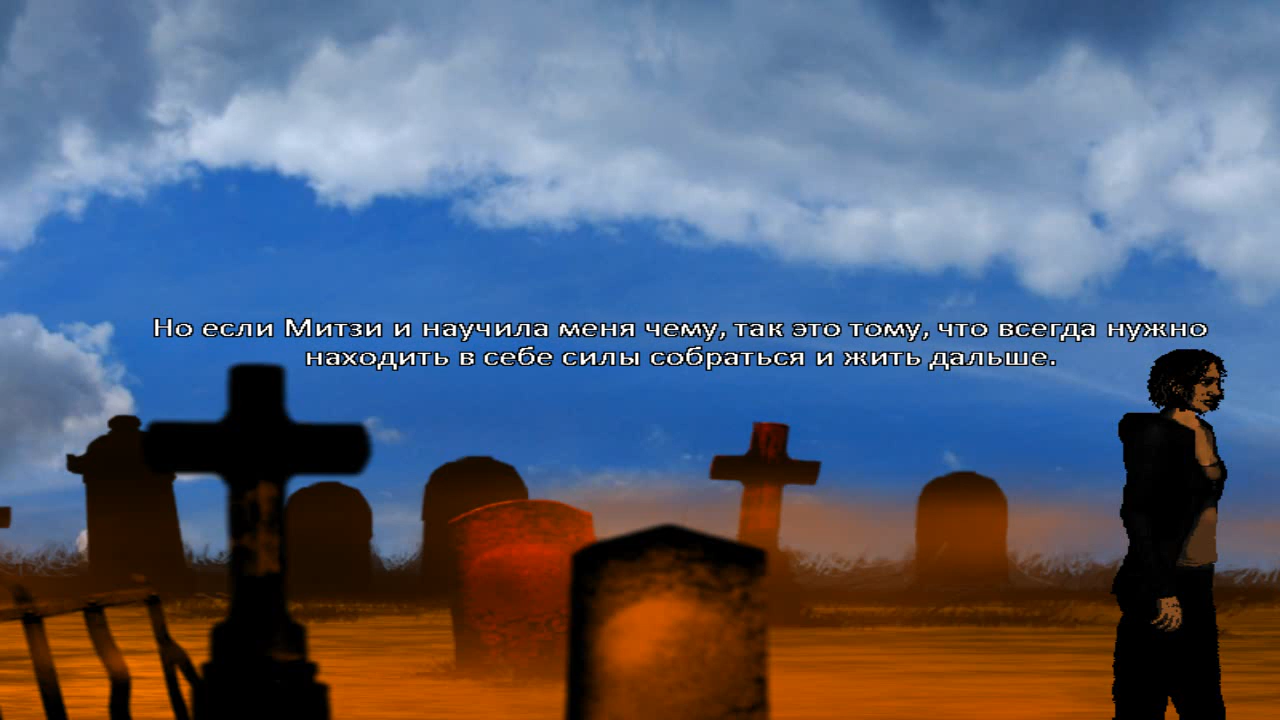 Но если Митзи и научила меня чему, так это тому, что всегда нужно
находить в себе силы собраться и жить дальше.